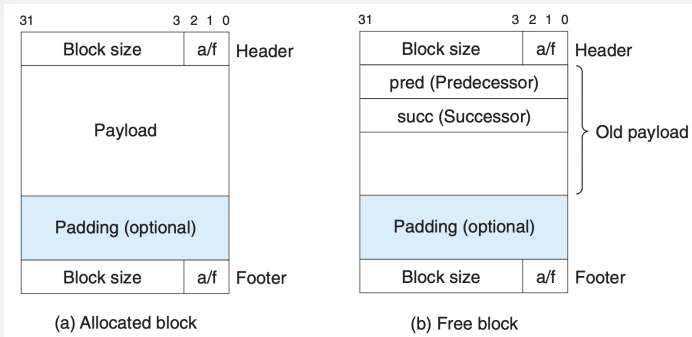 31 3 2 1 0
Block size a/f Header
Payload
Padding (optional)
Block size a/f Footer
(a) Allocated block
31 3 2 1 0
Block size a/f Header
pred (Predecessor)
succ (Successor)
Old payload
Padding (optional)
Block size a/f Footer
(b) Free block